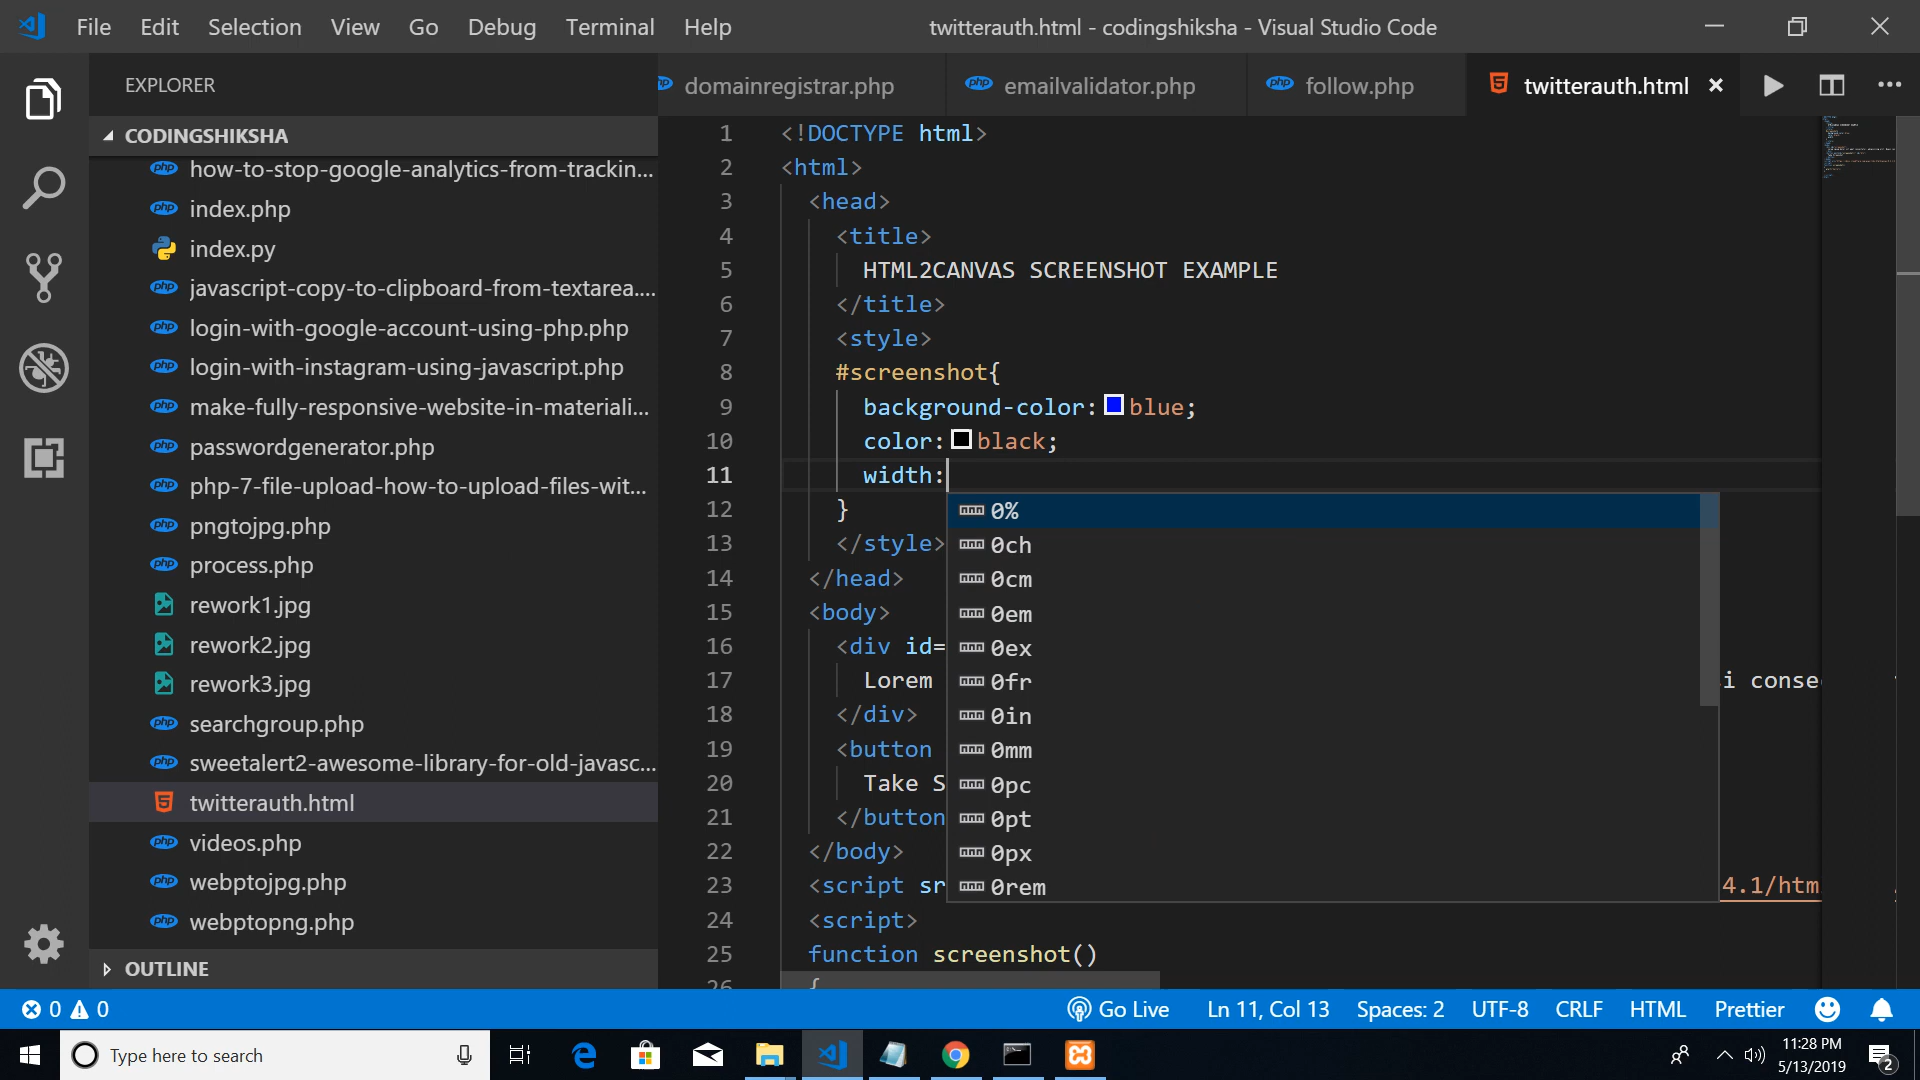 File Edit Selection View Go Debug Terminal Help
twitterauth.html - codingshiksha - Visual Studio Code
EXPLORER
domainregistrar.php
emailvalidator.php
follow.php
twitterauth.html
CODINGSHIKSHA
how-to-stop-google-analytics-from-trackin...
index.php
index.py
javascript-copy-to-clipboard-from-textarea....
login-with-google-account-using-php.php
login-with-instagram-using-javascript.php
make-fully-responsive-website-in-materiali...
passwordgenerator.php
php-7-file-upload-how-to-upload-files-wit...
pngtojpg.php
process.php
rework1.jpg
rework2.jpg
rework3.jpg
searchgroup.php
sweetalert2-awesome-library-for-old-javasc...
twitterauth.html
videos.php
webptojpg.php
webptopng.php
OUTLINE
1 <!DOCTYPE html>
2 <html>
3 <head>
4 <title>
5 HTML2CANVAS SCREENSHOT EXAMPLE
6 </title>
7 <style>
8 #screenshot{
9 background-color: blue;
10 color: black;
11 width:
12 }
13 </style>
14 </head>
15 <body>
16 <div id=
17 Lorem i conse
18 </div>
19 <button
20 Take S
21 </button
22 </body>
23 <script sr 4.1/htm
24 <script>
25 function screenshot()
26 {
0%
0ch
0cm
0em
0ex
0fr
0in
0mm
0pc
0pt
0px
0rem
0 0 Go Live Ln 11, Col 13 Spaces: 2 UTF-8 CRLF HTML Prettier
Type here to search
11:28 PM
5/13/2019
2